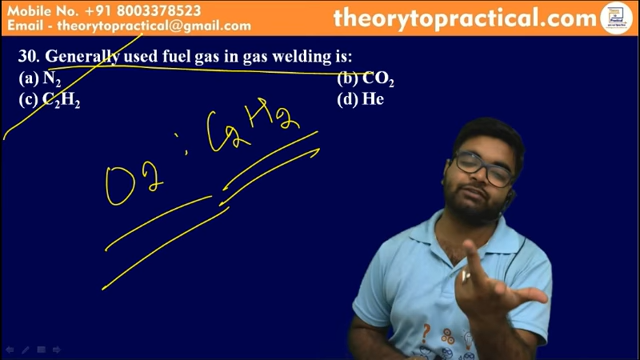 Mobile No. +91 8003378523
Email - theorytopractical@gmail.com
theorytopractical.com
30. Generally used fuel gas in gas welding is:
(a) N₂
(b) CO₂
(c) C₂H₂
(d) He
O2 : C2H2